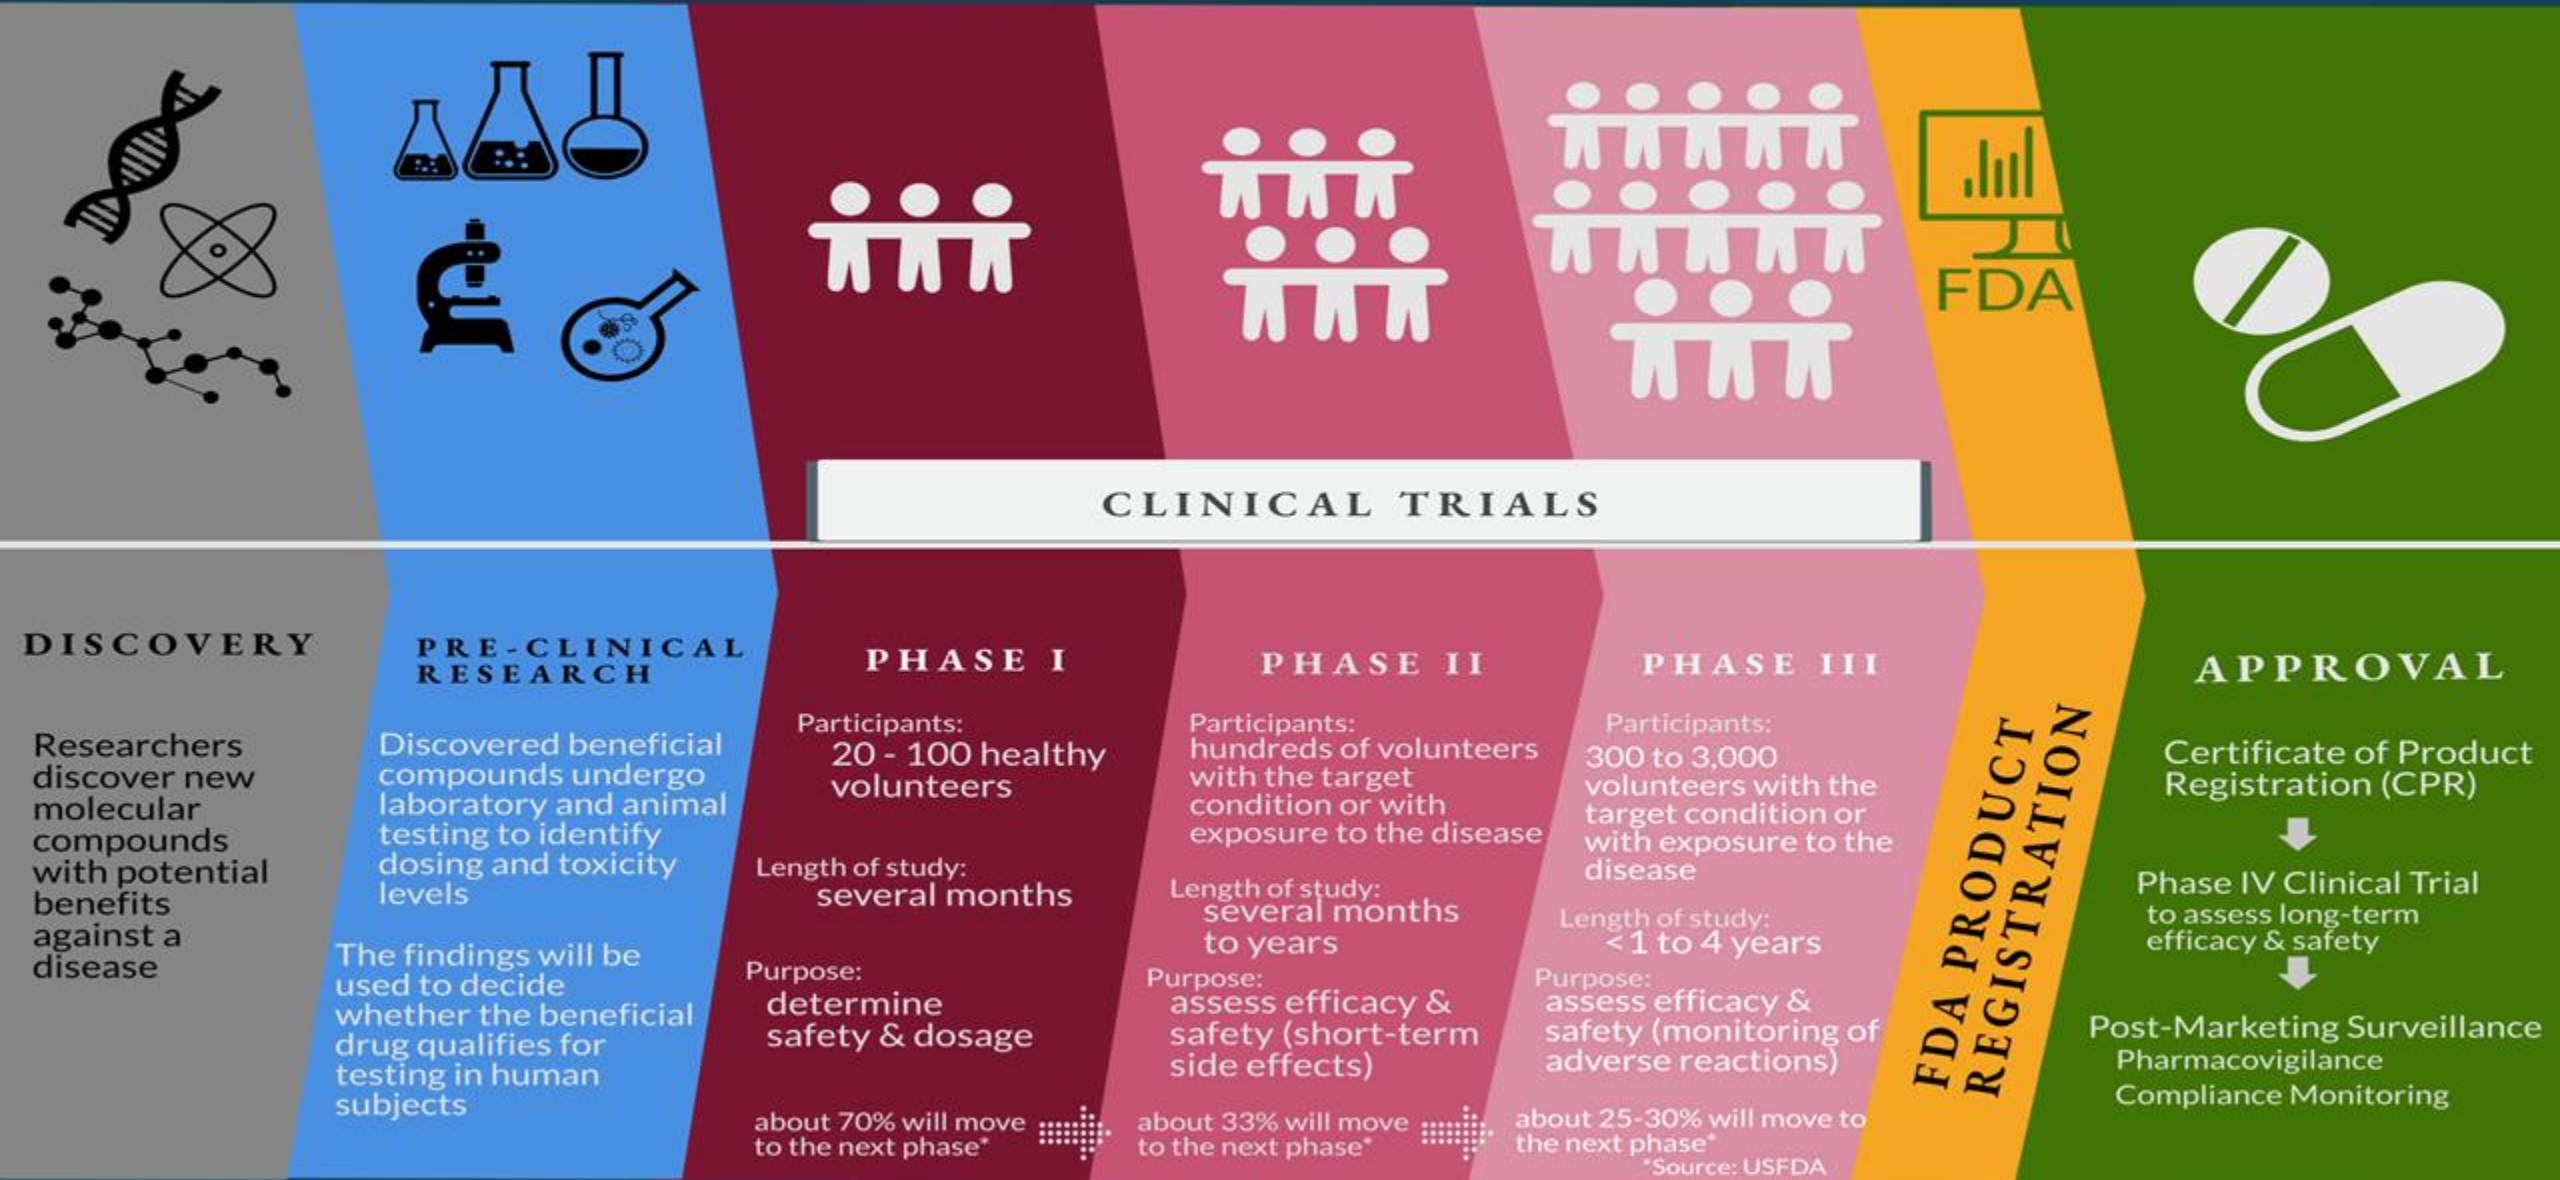 FDA
CLINICAL TRIALS
DISCOVERY
Researchers
discover new
molecular
compounds
with potential
benefits
against a
disease
PRE-CLINICAL
RESEARCH
Discovered beneficial
compounds undergo
laboratory and animal
testing to identify
dosing and toxicity
levels
The findings will be
used to decide
whether the beneficial
drug qualifies for
testing in human
subjects
PHASE I
Participants:
20 - 100 healthy
volunteers
Length of study:
several months
Purpose:
determine
safety & dosage
about 70% will move
to the next phase*
PHASE II
Participants:
hundreds of volunteers
with the target
condition or with
exposure to the disease
Length of study:
several months
to years
Purpose:
assess efficacy &
safety (short-term
side effects)
about 33% will move
to the next phase*
PHASE III
Participants:
300 to 3,000
volunteers with the
target condition or
with exposure to the
disease
Length of study:
<1 to 4 years
Purpose:
assess efficacy &
safety (monitoring of
adverse reactions)
about 25-30% will move to
the next phase*
*Source: USFDA
FDA PRODUCT
REGISTRATION
APPROVAL
Certificate of Product
Registration (CPR)
Phase IV Clinical Trial
to assess long-term
efficacy & safety
Post-Marketing Surveillance
Pharmacovigilance
Compliance Monitoring